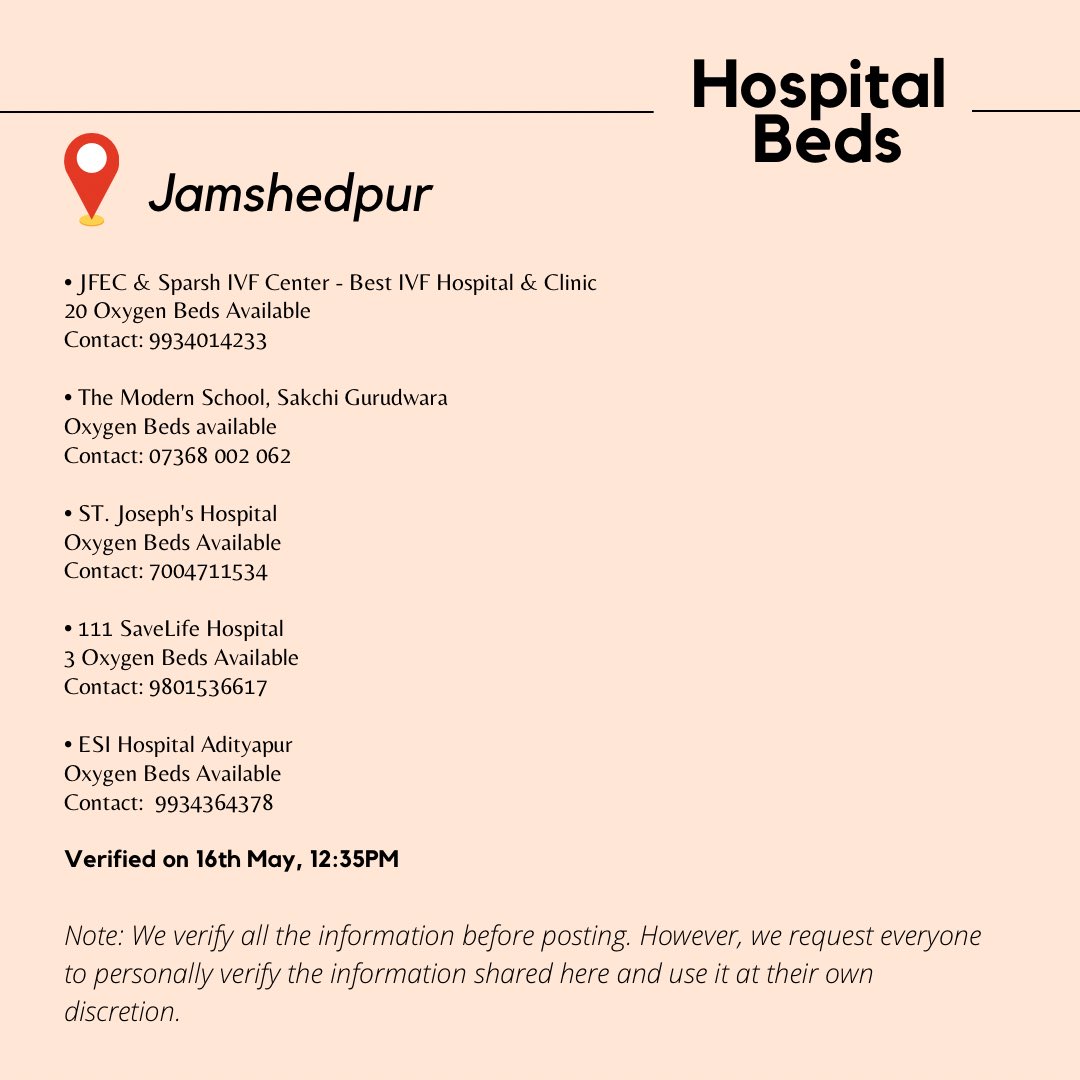 Hospital
Beds
Jamshedpur
• JFEC & Sparsh IVF Center - Best IVF Hospital & Clinic
20 Oxygen Beds Available
Contact: 9934014233
• The Modern School, Sakchi Gurudwara
Oxygen Beds available
Contact: 07368 002 062
• ST. Joseph's Hospital
Oxygen Beds Available
Contact: 7004711534
• 111 SaveLife Hospital
3 Oxygen Beds Available
Contact: 9801536617
• ESI Hospital Adityapur
Oxygen Beds Available
Contact:  9934364378
Verified on 16th May, 12:35PM
Note: We verify all the information before posting. However, we request everyone
to personally verify the information shared here and use it at their own
discretion.